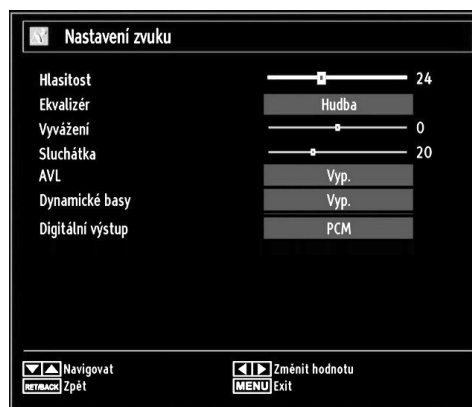 Nastavení zvuku
Hlasitost 24
Ekvalizér Hudba
Vyvážení 0
Sluchátka 20
AVL Vyp.
Dynamické basy Vyp.
Digitální výstup PCM
Navigovat Změnit hodnotu
RET/BACK Zpět MENU Exit